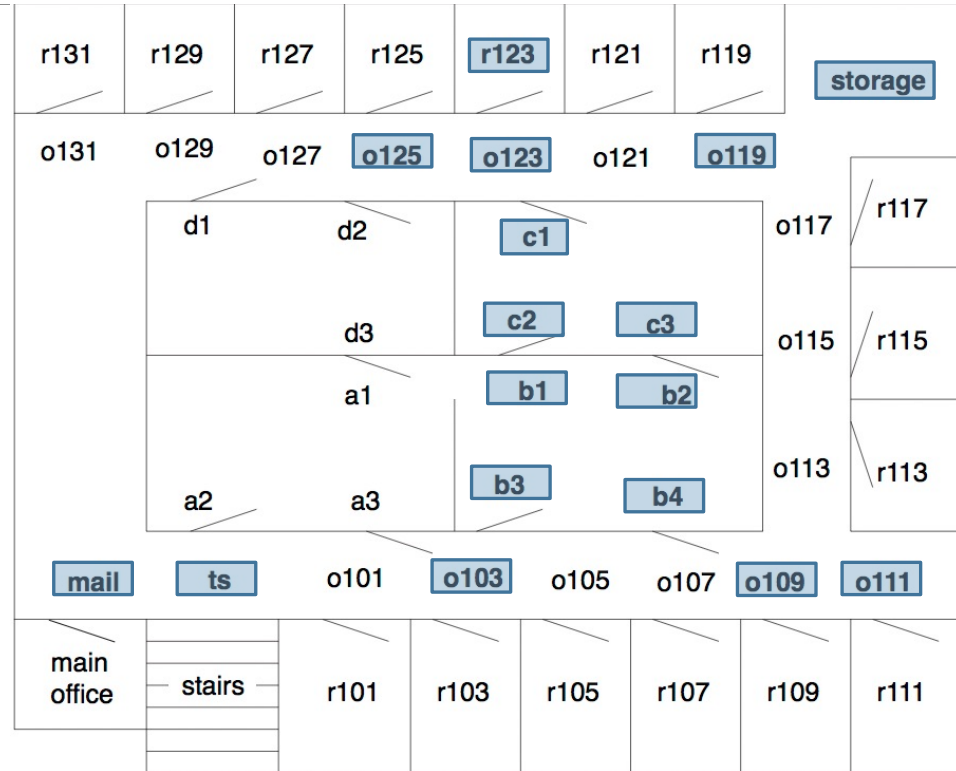 r131 r129 r127 r125 r123 r121 r119
storage
o131 o129 o127 o125 o123 o121 o119
d1 d2 c1 o117 r117
d3 c2 c3 o115 r115
a1 b1 b2
a2 a3 b3 b4 o113 r113
mail ts o101 o103 o105 o107 o109 o111
main
office
stairs r101 r103 r105 r107 r109 r111